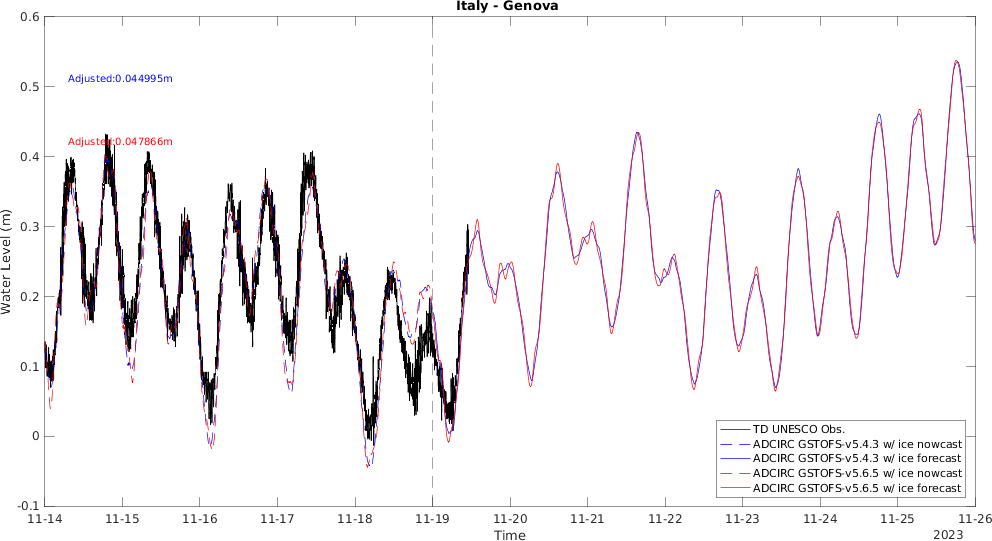 Italy - Genova
0.6
0.5
0.4
0.3
0.2
0.1
0
-0.1
Water Level (m)
Adjusted:0.044995m
Adjusted:0.047866m
TD UNESCO Obs.
ADCIRC GSTOFS-v5.4.3 w/ ice nowcast
ADCIRC GSTOFS-v5.4.3 w/ ice forecast
ADCIRC GSTOFS-v5.6.5 w/ ice nowcast
ADCIRC GSTOFS-v5.6.5 w/ ice forecast
11-14 11-15 11-16 11-17 11-18 11-19 11-20 11-21 11-22 11-23 11-24 11-25 11-26
Time
2023